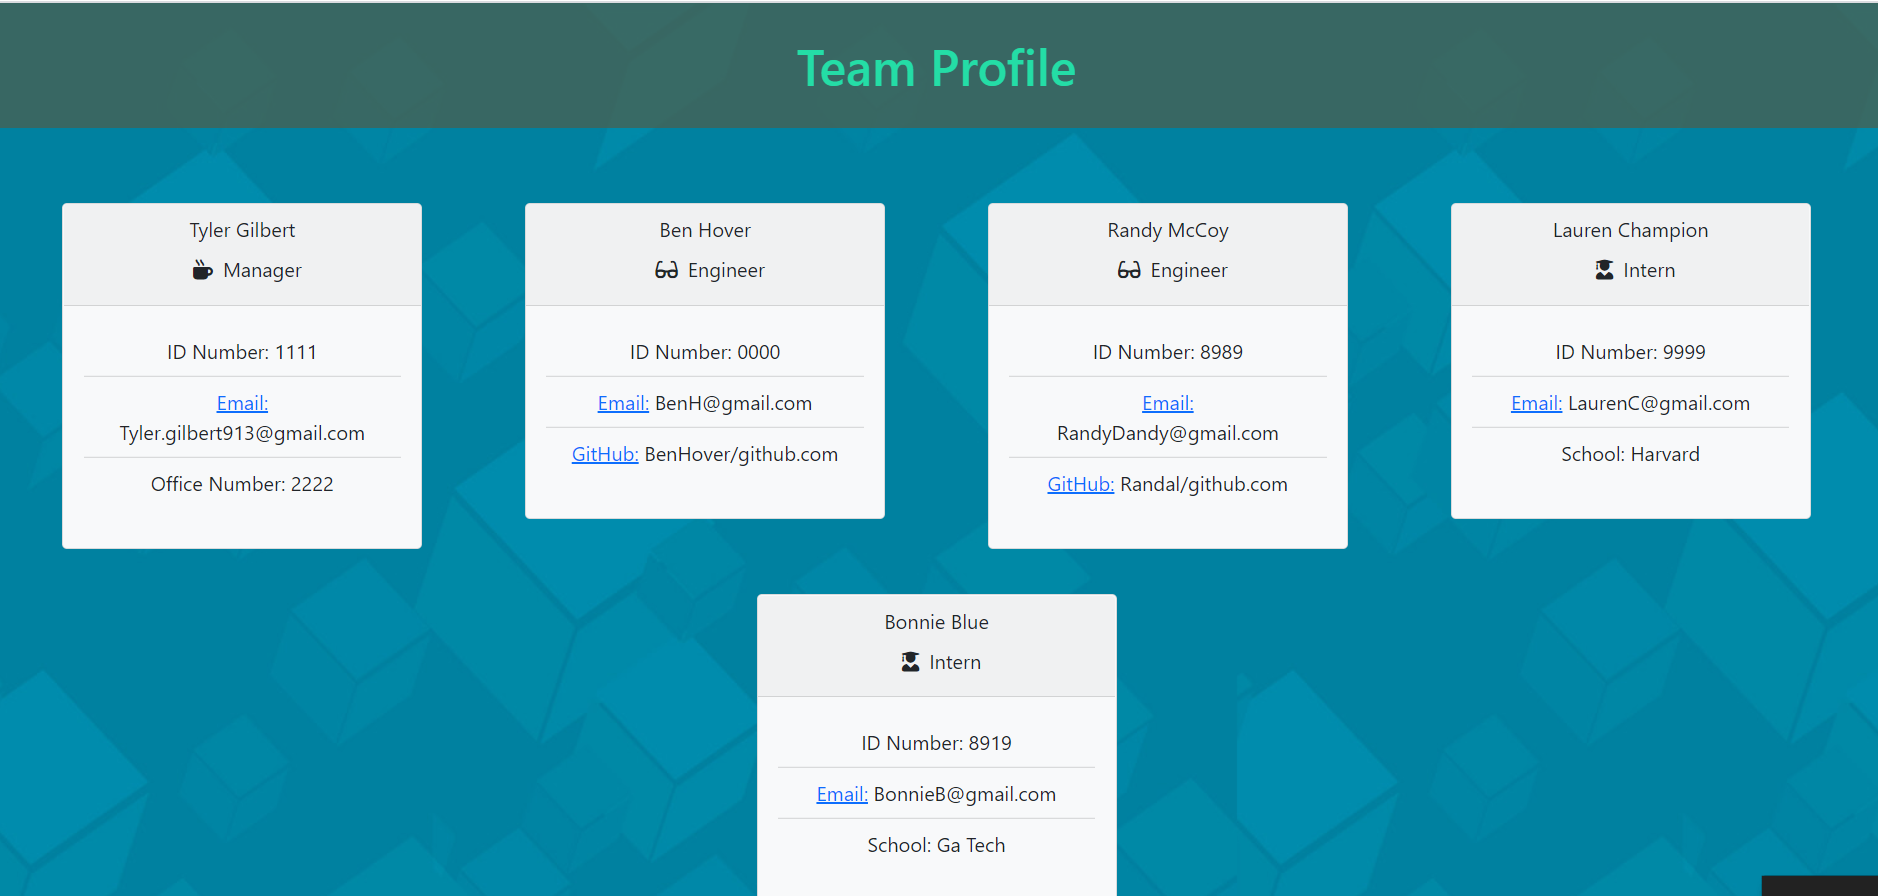 Team Profile
Tyler Gilbert
Manager
ID Number: 1111
Email:
Tyler.gilbert913@gmail.com
Office Number: 2222
Ben Hover
Engineer
ID Number: 0000
Email: BenH@gmail.com
GitHub: BenHover/github.com
Randy McCoy
Engineer
ID Number: 8989
Email:
RandyDandy@gmail.com
GitHub: Randal/github.com
Lauren Champion
Intern
ID Number: 9999
Email: LaurenC@gmail.com
School: Harvard
Bonnie Blue
Intern
ID Number: 8919
Email: BonnieB@gmail.com
School: Ga Tech